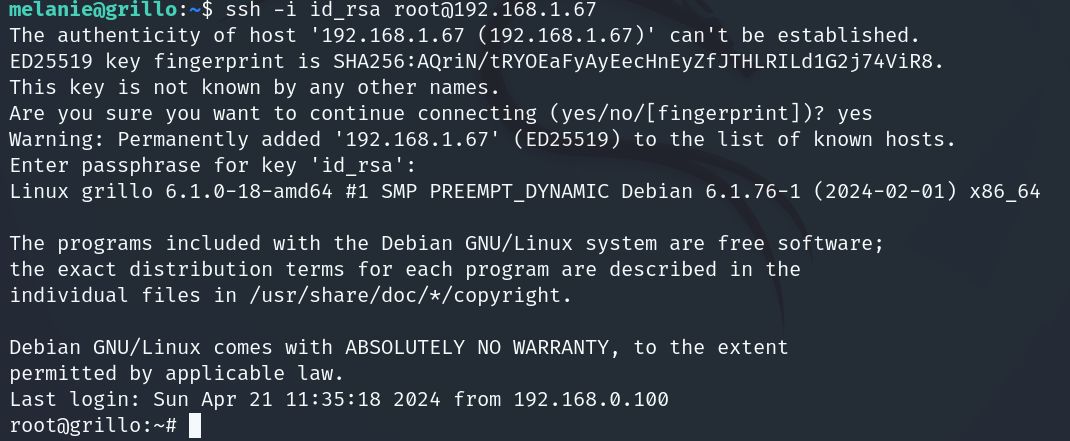 melanie@grillo:~$ ssh -i id_rsa root@192.168.1.67
The authenticity of host '192.168.1.67 (192.168.1.67)' can't be established.
ED25519 key fingerprint is SHA256:AQriN/tRYOEaFyAyEecHnEyZfJTHLRILd1G2j74ViR8.
This key is not known by any other names.
Are you sure you want to continue connecting (yes/no/[fingerprint])? yes
Warning: Permanently added '192.168.1.67' (ED25519) to the list of known hosts.
Enter passphrase for key 'id_rsa':
Linux grillo 6.1.0-18-amd64 #1 SMP PREEMPT_DYNAMIC Debian 6.1.76-1 (2024-02-01) x86_64

The programs included with the Debian GNU/Linux system are free software;
the exact distribution terms for each program are described in the
individual files in /usr/share/doc/*/copyright.

Debian GNU/Linux comes with ABSOLUTELY NO WARRANTY, to the extent
permitted by applicable law.
Last login: Sun Apr 21 11:35:18 2024 from 192.168.0.100
root@grillo:~#